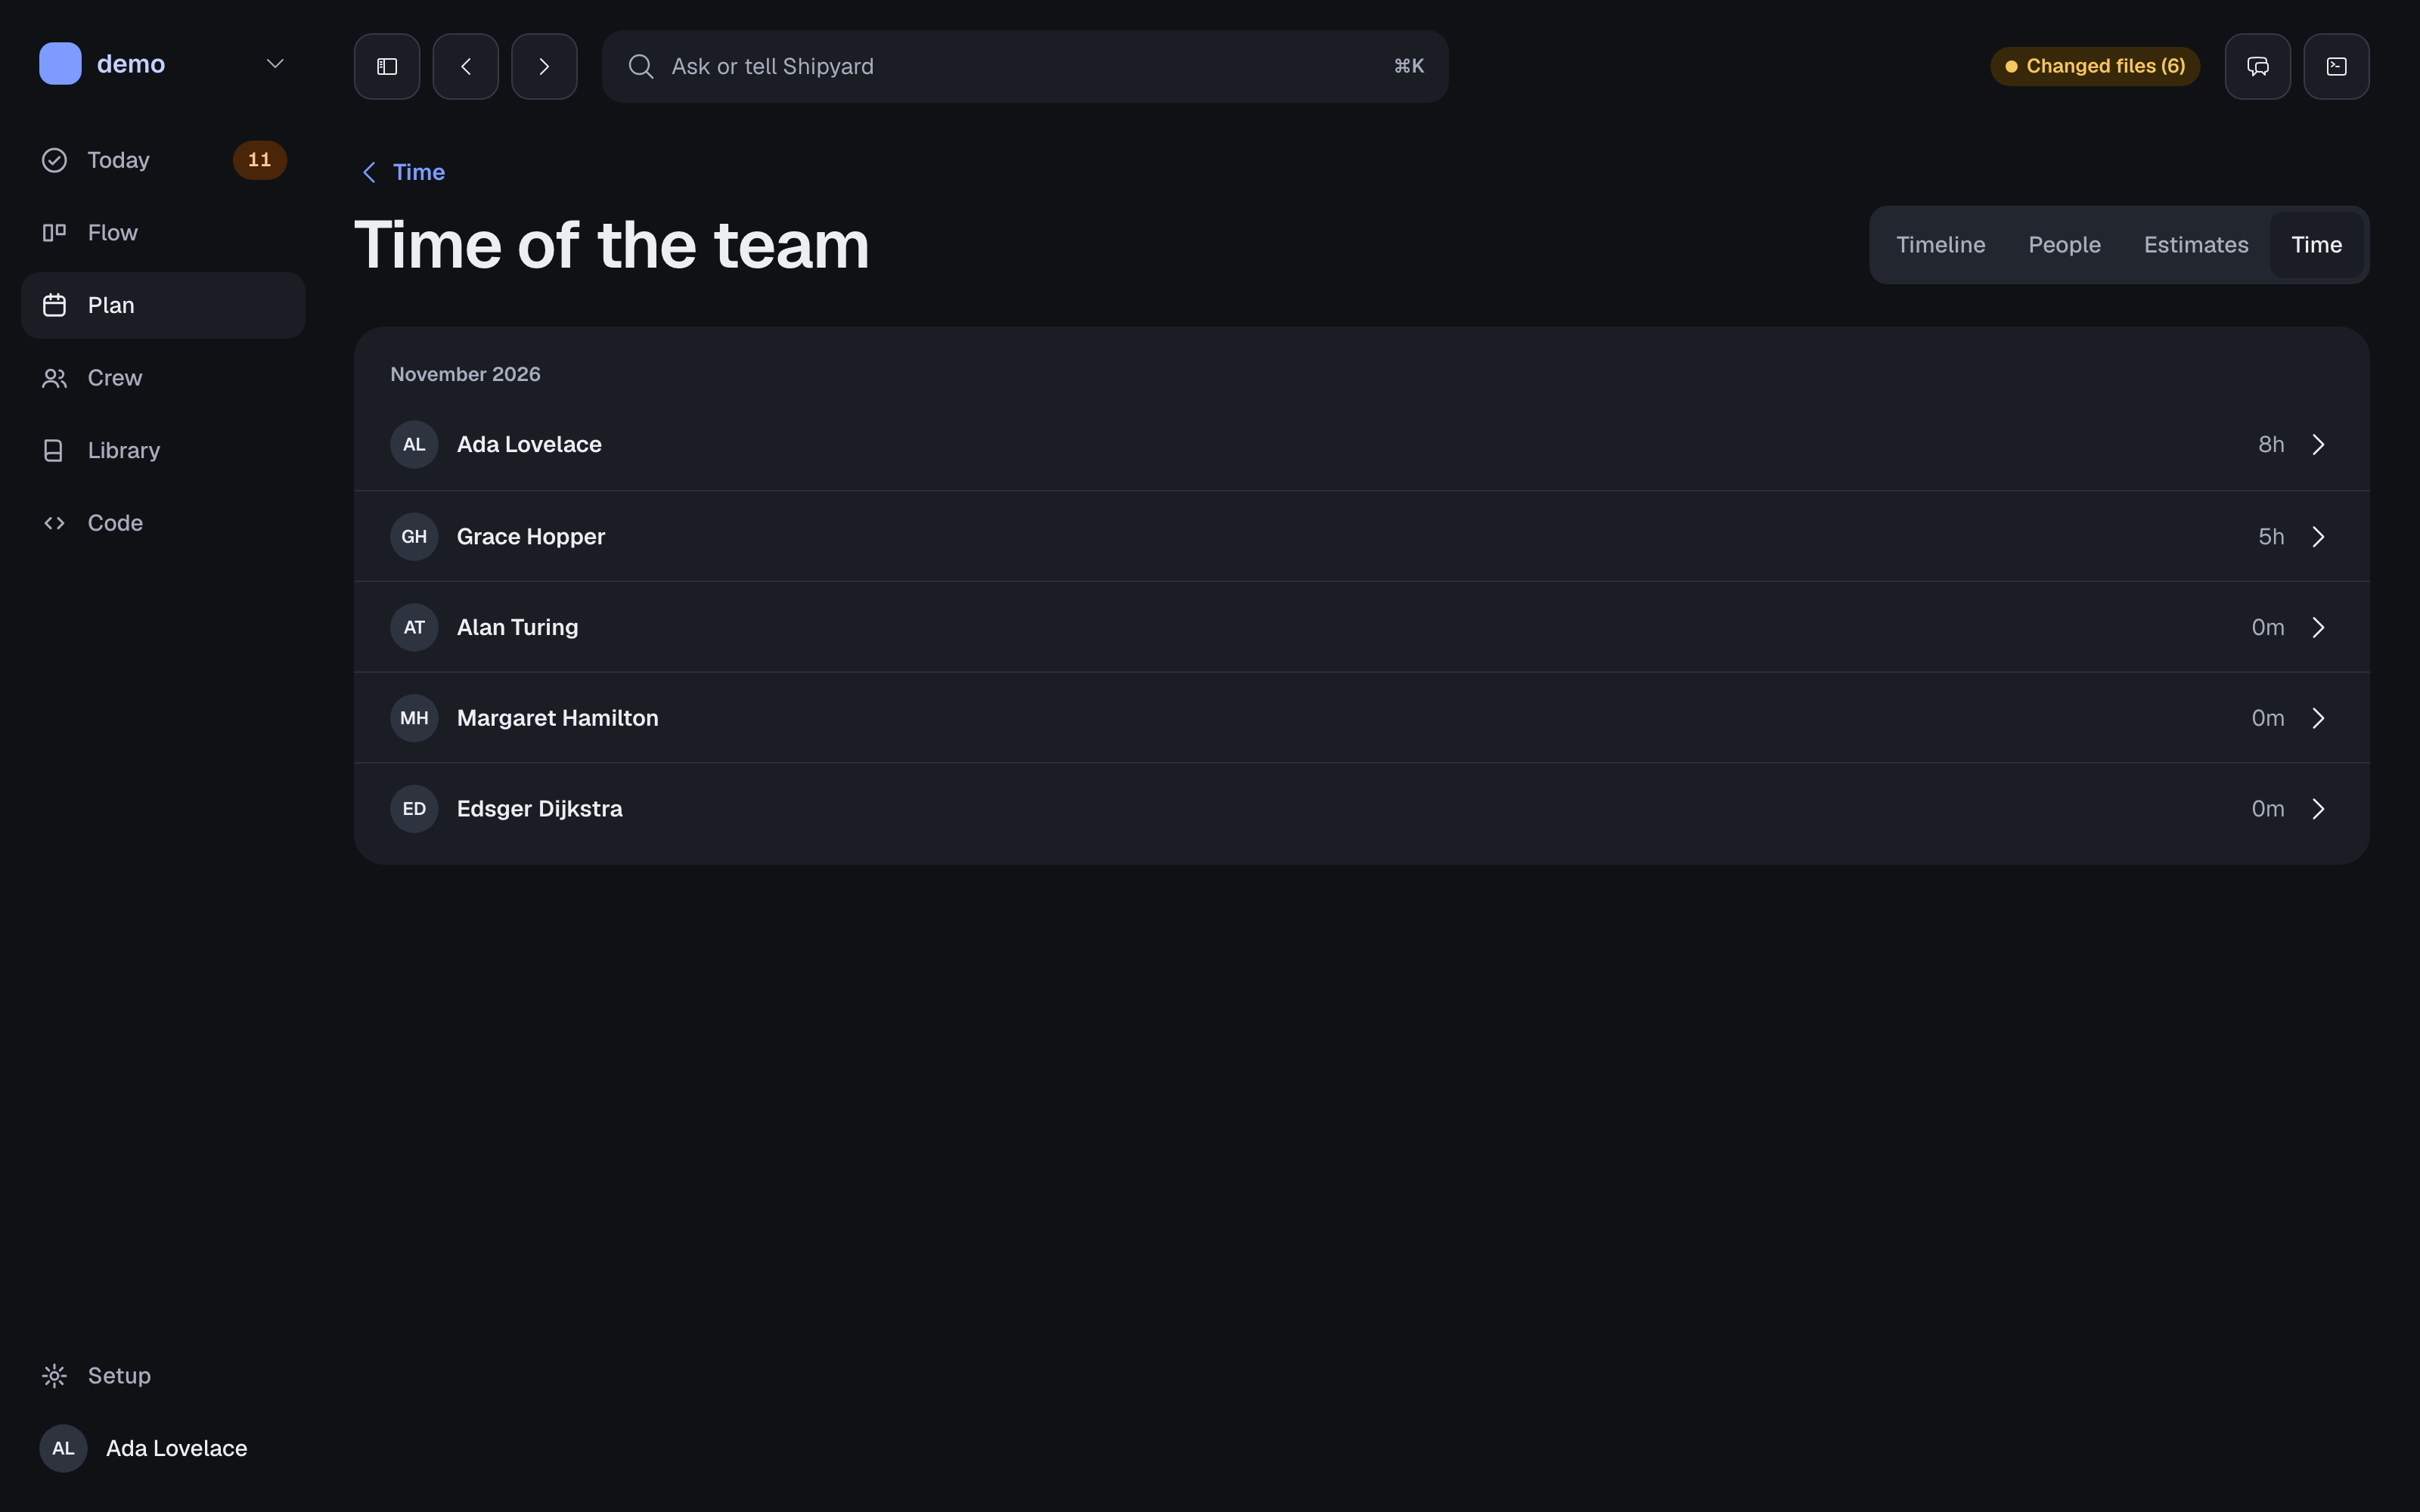 demo
Ask or tell Shipyard
⌘K
Changed files (6)
Today
11
Flow
Plan
Crew
Library
Code
Time
Time of the team
Timeline
People
Estimates
Time
November 2026
AL
Ada Lovelace
8h
GH
Grace Hopper
5h
AT
Alan Turing
0m
MH
Margaret Hamilton
0m
ED
Edsger Dijkstra
0m
Setup
AL
Ada Lovelace